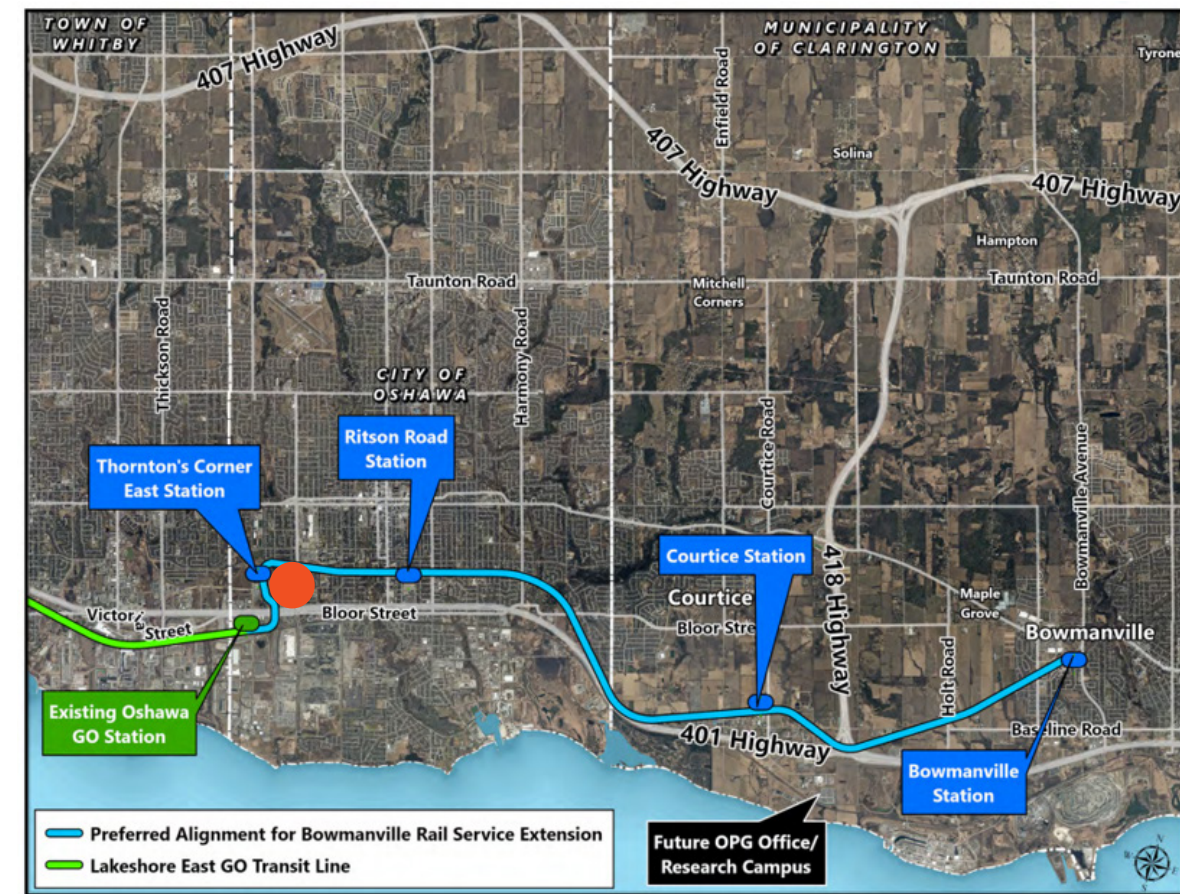 TOWN OF
WHITBY
407 Highway
MUNICIPALITY
OF CLARINGTON
Tyrone
Enfield Road
407 Highway
Solina
407 Highway
Hampton
Taunton Road
Mitchell
Corners
Taunton Road
Thickson Road
Harmony Road
CITY OF
OSHAWA
Ritson Road
Station
Thornton's Corner
East Station
Courtice Road
Bowmanville Avenue
Courtice Station
418 Highway
Courtice
Maple
Grove
Victoria
Street
Bloor Street
Bloor Stre
Bowmanville
Holt Road
Existing Oshawa
GO Station
401 Highway
Baseline Road
Bowmanville
Station
Preferred Alignment for Bowmanville Rail Service Extension
Lakeshore East GO Transit Line
Future OPG Office/
Research Campus
N
W
E
S